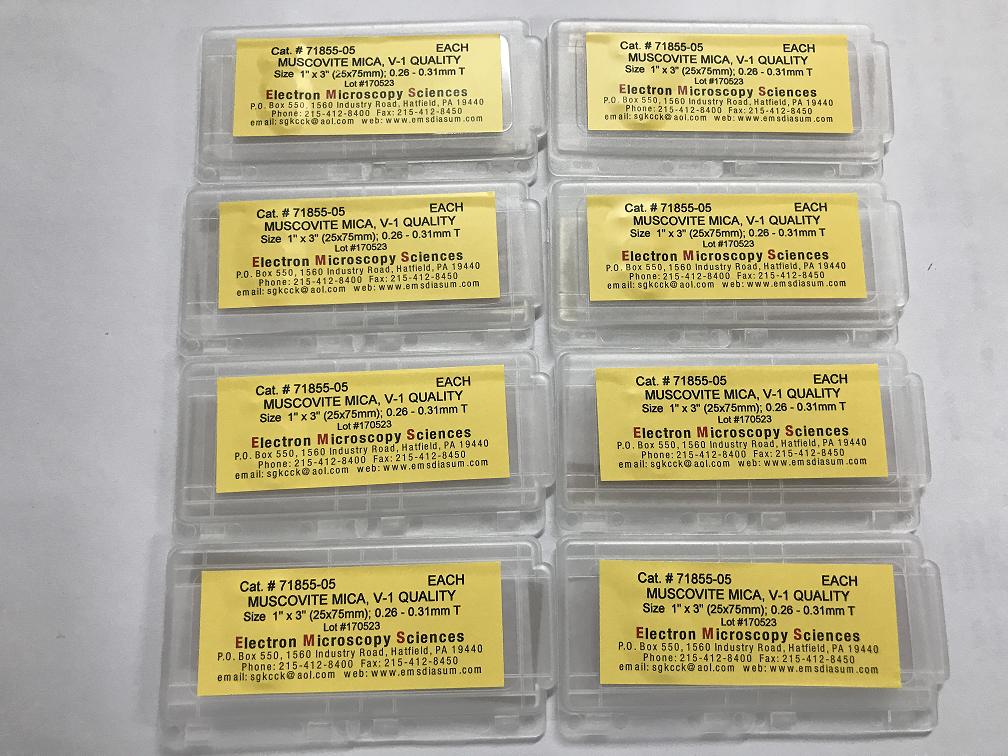 Cat. # 71855-05 EACH
MUSCOVITE MICA, V-1 QUALITY
Size 1" x 3" (25x75mm); 0.26 - 0.31mm T
Lot #170523
Electron Microscopy Sciences
P.O. Box 550, 1560 Industry Road, Hatfield, PA 19440
Phone: 215-412-8400 Fax: 215-412-8450
email: sgkcck@aol.com web: www.emsdiasum.com
Cat. # 71855-05 EACH
MUSCOVITE MICA, V-1 QUALITY
Size 1" x 3" (25x75mm); 0.26 - 0.31mm T
Lot #170523
Electron Microscopy Sciences
P.O. Box 550, 1560 Industry Road, Hatfield, PA 19440
Phone: 215-412-8400 Fax: 215-412-8450
email: sgkcck@aol.com web: www.emsdiasum.com
Cat. # 71855-05 EACH
MUSCOVITE MICA, V-1 QUALITY
Size 1" x 3" (25x75mm); 0.26 - 0.31mm T
Lot #170523
Electron Microscopy Sciences
P.O. Box 550, 1560 Industry Road, Hatfield, PA 19440
Phone: 215-412-8400 Fax: 215-412-8450
email: sgkcck@aol.com web: www.emsdiasum.com
Cat. # 71855-05 EACH
MUSCOVITE MICA, V-1 QUALITY
Size 1" x 3" (25x75mm); 0.26 - 0.31mm T
Lot #170523
Electron Microscopy Sciences
P.O. Box 550, 1560 Industry Road, Hatfield, PA 19440
Phone: 215-412-8400 Fax: 215-412-8450
email: sgkcck@aol.com web: www.emsdiasum.com
Cat. # 71855-05 EACH
MUSCOVITE MICA, V-1 QUALITY
Size 1" x 3" (25x75mm); 0.26 - 0.31mm T
Lot #170523
Electron Microscopy Sciences
P.O. Box 550, 1560 Industry Road, Hatfield, PA 19440
Phone: 215-412-8400 Fax: 215-412-8450
email: sgkcck@aol.com web: www.emsdiasum.com
Cat. # 71855-05 EACH
MUSCOVITE MICA, V-1 QUALITY
Size 1" x 3" (25x75mm); 0.26 - 0.31mm T
Lot #170523
Electron Microscopy Sciences
P.O. Box 550, 1560 Industry Road, Hatfield, PA 19440
Phone: 215-412-8400 Fax: 215-412-8450
email: sgkcck@aol.com web: www.emsdiasum.com
Cat. # 71855-05 EACH
MUSCOVITE MICA, V-1 QUALITY
Size 1" x 3" (25x75mm); 0.26 - 0.31mm T
Lot #170523
Electron Microscopy Sciences
P.O. Box 550, 1560 Industry Road, Hatfield, PA 19440
Phone: 215-412-8400 Fax: 215-412-8450
email: sgkcck@aol.com web: www.emsdiasum.com
Cat. # 71855-05 EACH
MUSCOVITE MICA, V-1 QUALITY
Size 1" x 3" (25x75mm); 0.26 - 0.31mm T
Lot #170523
Electron Microscopy Sciences
P.O. Box 550, 1560 Industry Road, Hatfield, PA 19440
Phone: 215-412-8400 Fax: 215-412-8450
email: sgkcck@aol.com web: www.emsdiasum.com